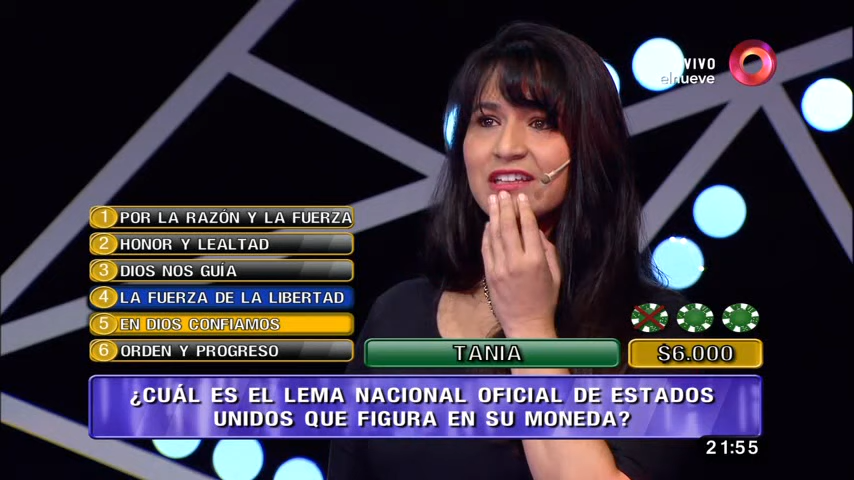 VIVO
elnueve
1 POR LA RAZÓN Y LA FUERZA
2 HONOR Y LEALTAD
3 DIOS NOS GUÍA
4 LA FUERZA DE LA LIBERTAD
5 EN DIOS CONFIAMOS
6 ORDEN Y PROGRESO
TANIA
$6.000
¿CUÁL ES EL LEMA NACIONAL OFICIAL DE ESTADOS
UNIDOS QUE FIGURA EN SU MONEDA?
21:55